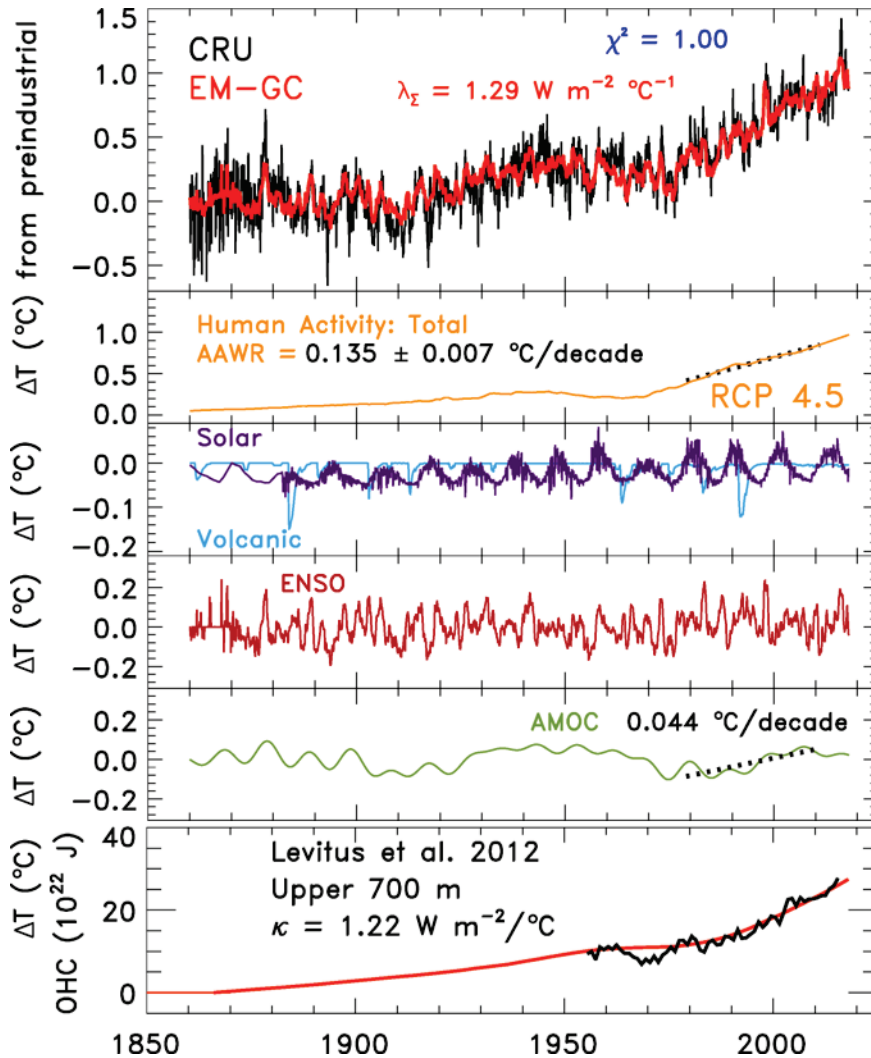 CRU
χ² = 1.00
EM-GC
λ_Σ = 1.29 W m⁻² °C⁻¹
1.5
1.0
0.5
0.0
-0.5
ΔT (°C) from preindustrial
Human Activity: Total
AAWR = 0.135 ± 0.007 °C/decade
RCP 4.5
1.0
0.5
0.0
Solar
Volcanic
0.0
-0.1
-0.2
ΔT (°C)
ENSO
0.2
0.0
-0.2
ΔT (°C)
AMOC 0.044 °C/decade
0.2
0.0
-0.2
ΔT (°C)
Levitus et al. 2012
Upper 700 m
κ = 1.22 W m⁻²/°C
40
20
0
ΔT (°C)
OHC (10²² J)
1850 1900 1950 2000